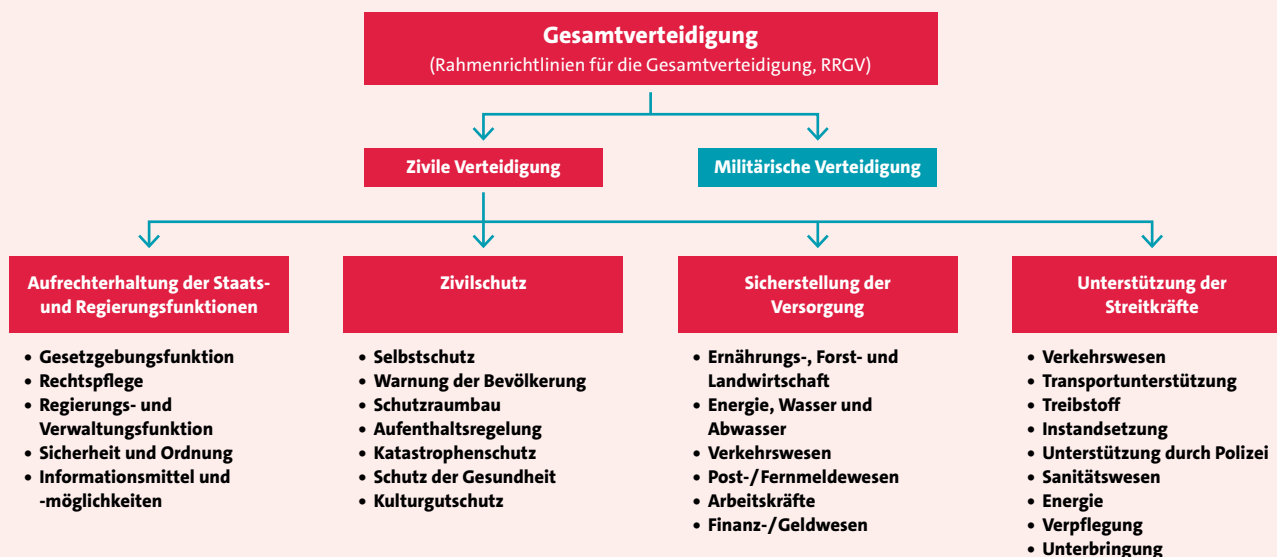 Gesamtverteidigung
(Rahmenrichtlinien für die Gesamtverteidigung, RRGV)
Zivile Verteidigung
Militärische Verteidigung
Aufrechterhaltung der Staats-
und Regierungsfunktionen
• Gesetzgebungsfunktion
• Rechtspflege
• Regierungs- und
Verwaltungsfunktion
• Sicherheit und Ordnung
• Informationsmittel und
-möglichkeiten
Zivilschutz
• Selbstschutz
• Warnung der Bevölkerung
• Schutzraumbau
• Aufenthaltsregelung
• Katastrophenschutz
• Schutz der Gesundheit
• Kulturgutschutz
Sicherstellung der
Versorgung
• Ernährungs-, Forst- und
Landwirtschaft
• Energie, Wasser und
Abwasser
• Verkehrswesen
• Post-/Fernmeldewesen
• Arbeitskräfte
• Finanz-/Geldwesen
Unterstützung der
Streitkräfte
• Verkehrswesen
• Transportunterstützung
• Treibstoff
• Instandsetzung
• Unterstützung durch Polizei
• Sanitätswesen
• Energie
• Verpflegung
• Unterbringung